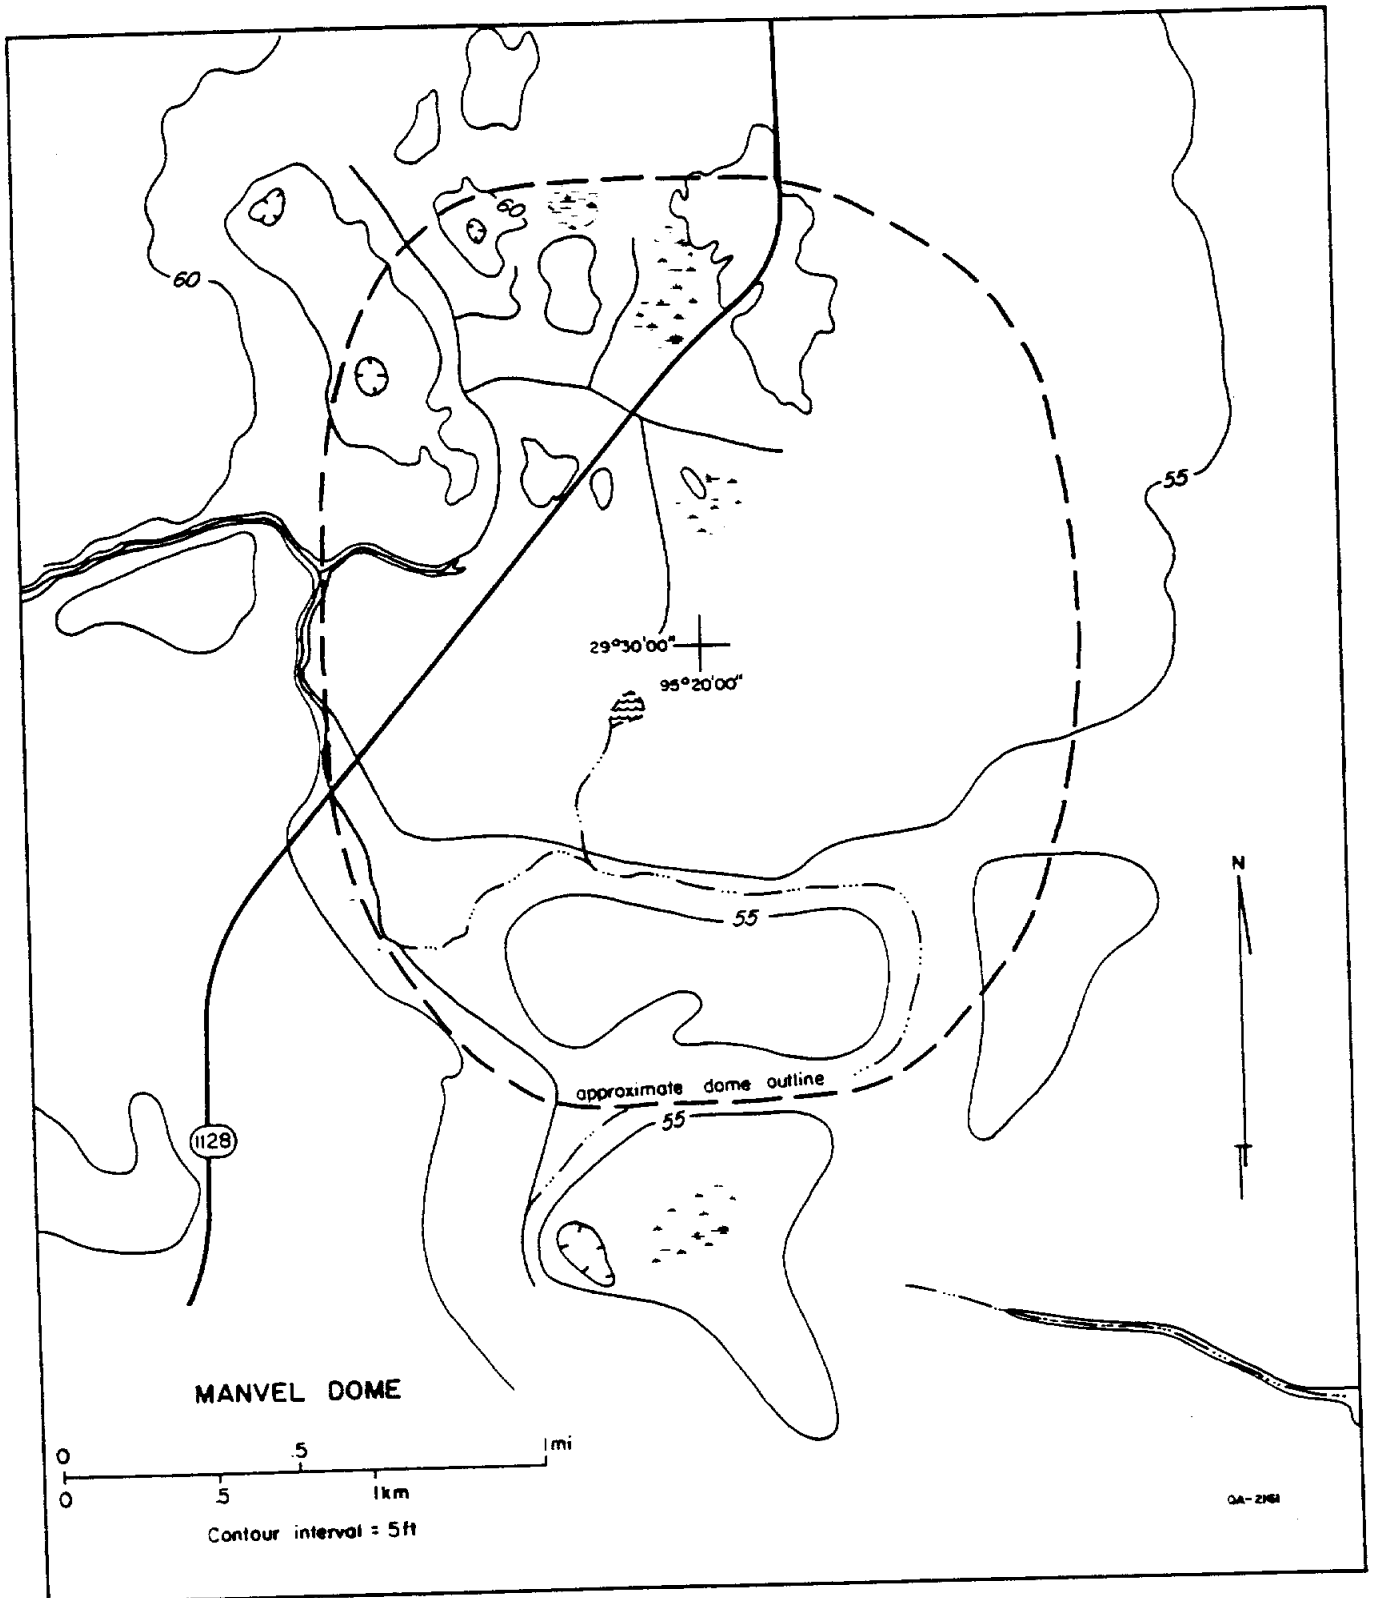 60
60
55
29°30'00"
95°20'00"
N
55
approximate dome outline
55
1128
MANVEL DOME
0 .5 1 mi
0 .5 1 km
Contour interval = 5 ft
QA-2161